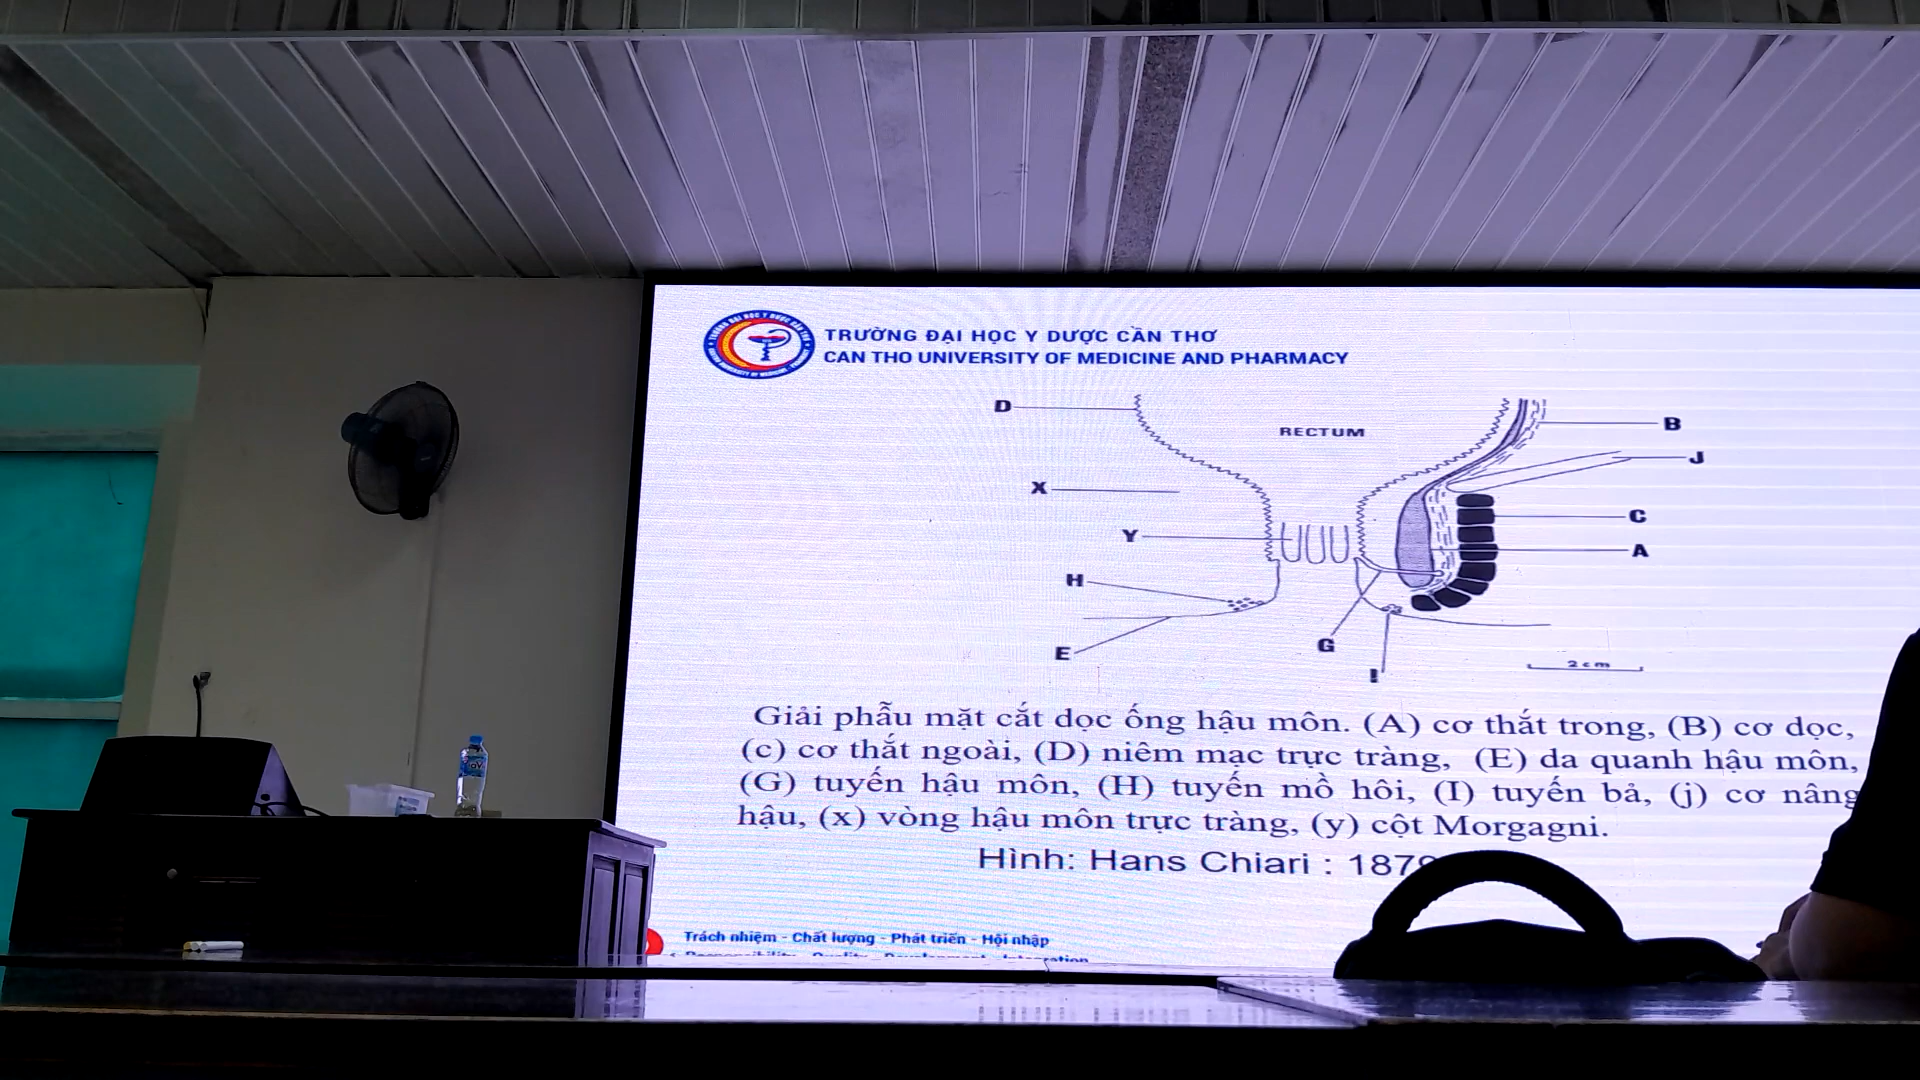 TRƯỜNG ĐẠI HỌC Y DƯỢC CẦN THƠ
CAN THO UNIVERSITY OF MEDICINE AND PHARMACY
D
RECTUM
B
J
X
C
Y
A
H
G
E
I
2 cm
Giải phẫu mặt cắt dọc ống hậu môn. (A) cơ thắt trong, (B) cơ dọc,
(c) cơ thắt ngoài, (D) niêm mạc trực tràng, (E) da quanh hậu môn,
(G) tuyến hậu môn, (H) tuyến mồ hôi, (I) tuyến bả, (j) cơ nâng
hậu, (x) vòng hậu môn trực tràng, (y) cột Morgagni.
Hình: Hans Chiari : 187
Trách nhiệm - Chất lượng - Phát triển - Hội nhập